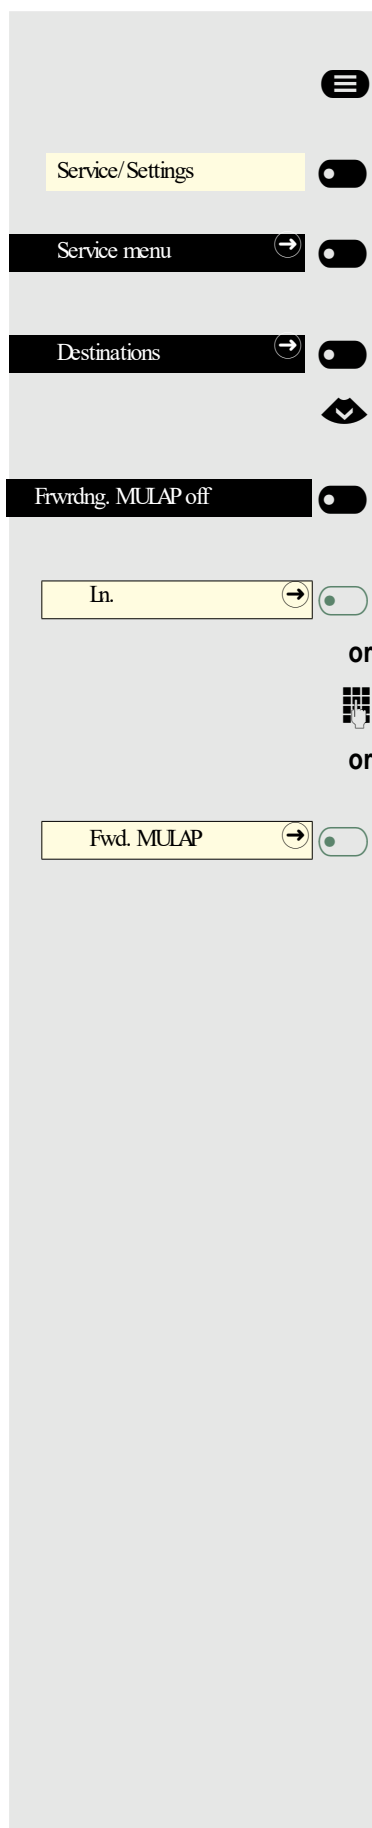 Service/Settings
Service menu
Destinations
Frwrdng. MULAP off
Ln.
or
or
Fwd. MULAP